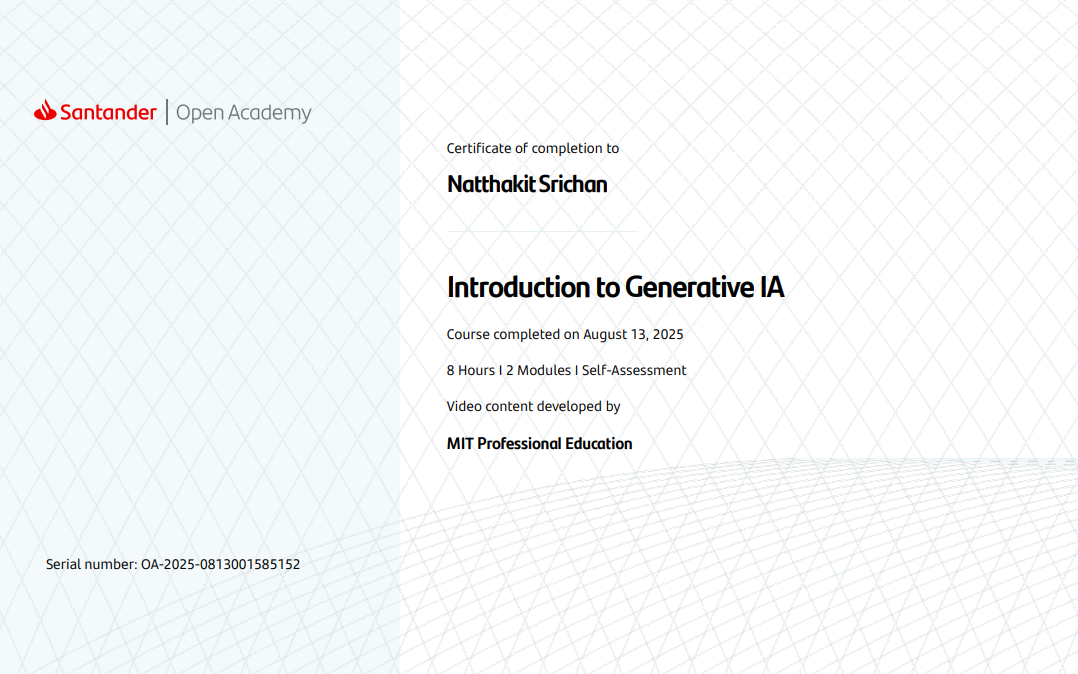 Santander | Open Academy
Certificate of completion to
Natthakit Srichan
Introduction to Generative IA
Course completed on August 13, 2025
8 Hours I 2 Modules I Self-Assessment
Video content developed by
MIT Professional Education
Serial number: OA-2025-0813001585152